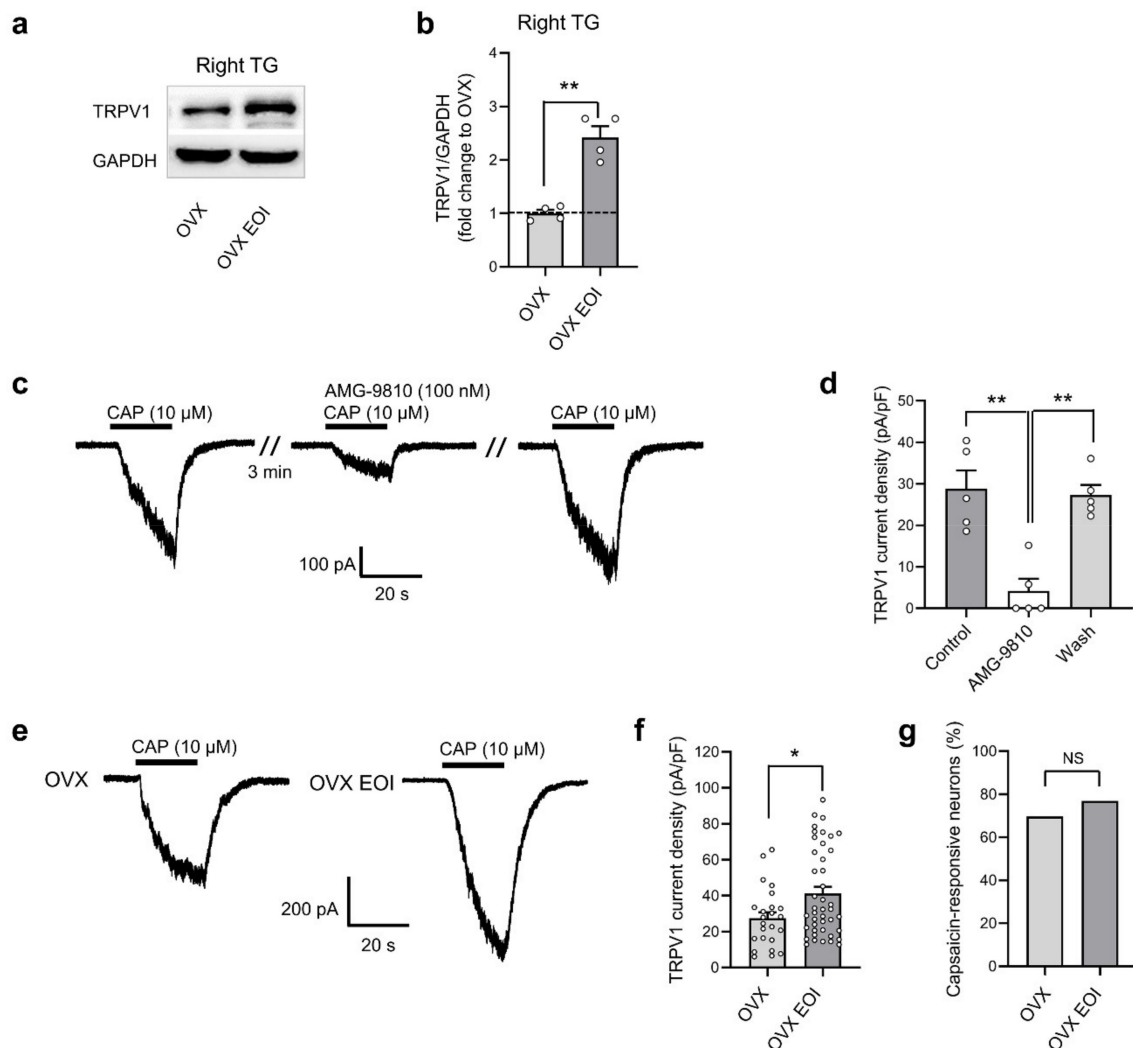 a
Right TG
TRPV1
GAPDH
OVX
OVX EOI
b
Right TG
TRPV1/GAPDH
(fold change to OVX)
4
3
2
1
0
**
OVX
OVX EOI
c
CAP (10 µM)
//
3 min
AMG-9810 (100 nM)
CAP (10 µM)
//
CAP (10 µM)
100 pA
20 s
d
TRPV1 current density (pA/pF)
50
40
30
20
10
0
**
**
Control
AMG-9810
Wash
e
OVX
CAP (10 µM)
OVX EOI
CAP (10 µM)
200 pA
20 s
f
TRPV1 current density (pA/pF)
120
100
80
60
40
20
0
*
OVX
OVX EOI
g
Capsaicin-responsive neurons (%)
100
80
60
40
20
0
NS
OVX
OVX EOI